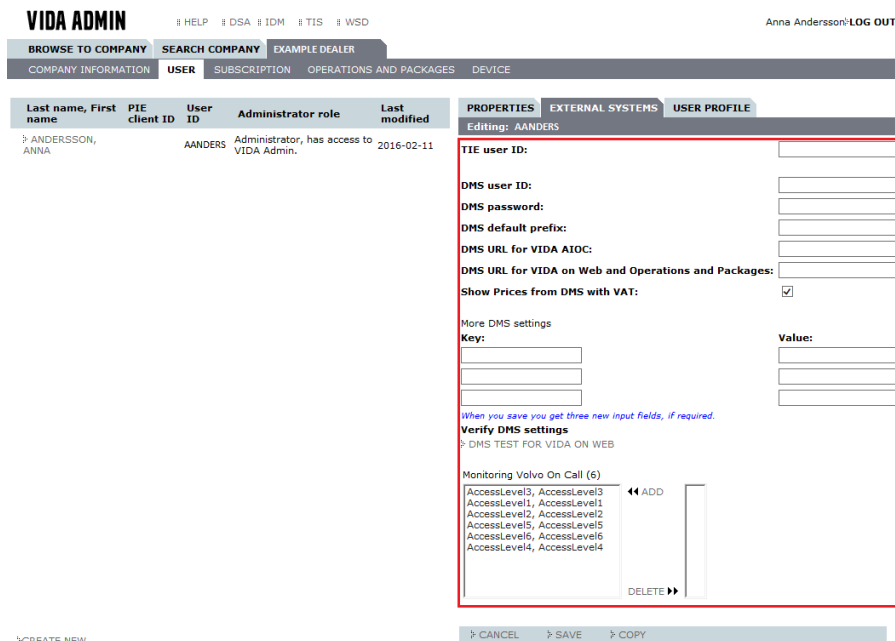 VIDA ADMIN
HELP DSA IDM TIS WSD
Anna Andersson LOG OUT
BROWSE TO COMPANY SEARCH COMPANY EXAMPLE DEALER
COMPANY INFORMATION USER SUBSCRIPTION OPERATIONS AND PACKAGES DEVICE
Last name, First name PIE client ID User ID Administrator role Last modified
ANDERSSON, ANNA AANDERS Administrator, has access to VIDA Admin. 2016-02-11
PROPERTIES EXTERNAL SYSTEMS USER PROFILE
Editing: AANDERS
TIE user ID:
DMS user ID:
DMS password:
DMS default prefix:
DMS URL for VIDA AIOC:
DMS URL for VIDA on Web and Operations and Packages:
Show Prices from DMS with VAT:
More DMS settings
Key: Value:
When you save you get three new input fields, if required.
Verify DMS settings
DMS TEST FOR VIDA ON WEB
Monitoring Volvo On Call (6)
AccessLevel3, AccessLevel3
AccessLevel1, AccessLevel1
AccessLevel2, AccessLevel2
AccessLevel5, AccessLevel5
AccessLevel6, AccessLevel6
AccessLevel4, AccessLevel4
ADD
DELETE
CANCEL SAVE COPY
CREATE NEW